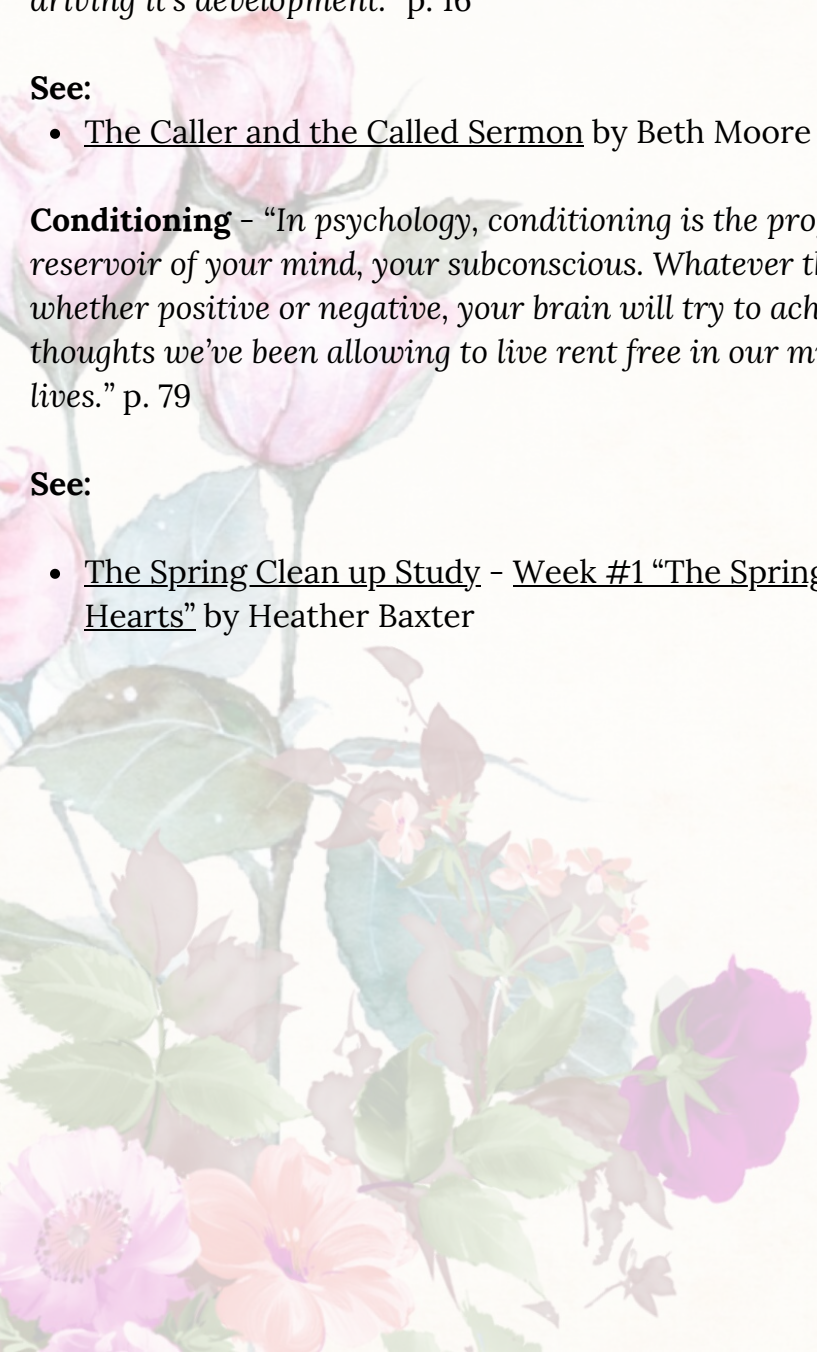 driving it's development." p. 16
See:
• The Caller and the Called Sermon by Beth Moore
Conditioning - “In psychology, conditioning is the
reservoir of your mind, your subconscious. Whatever
whether positive or negative, your brain will try to
thoughts we’ve been allowing to live rent free in our
lives.” p. 79
See:
• The Spring Clean up Study - Week #1 “The Spring
Hearts” by Heather Baxter